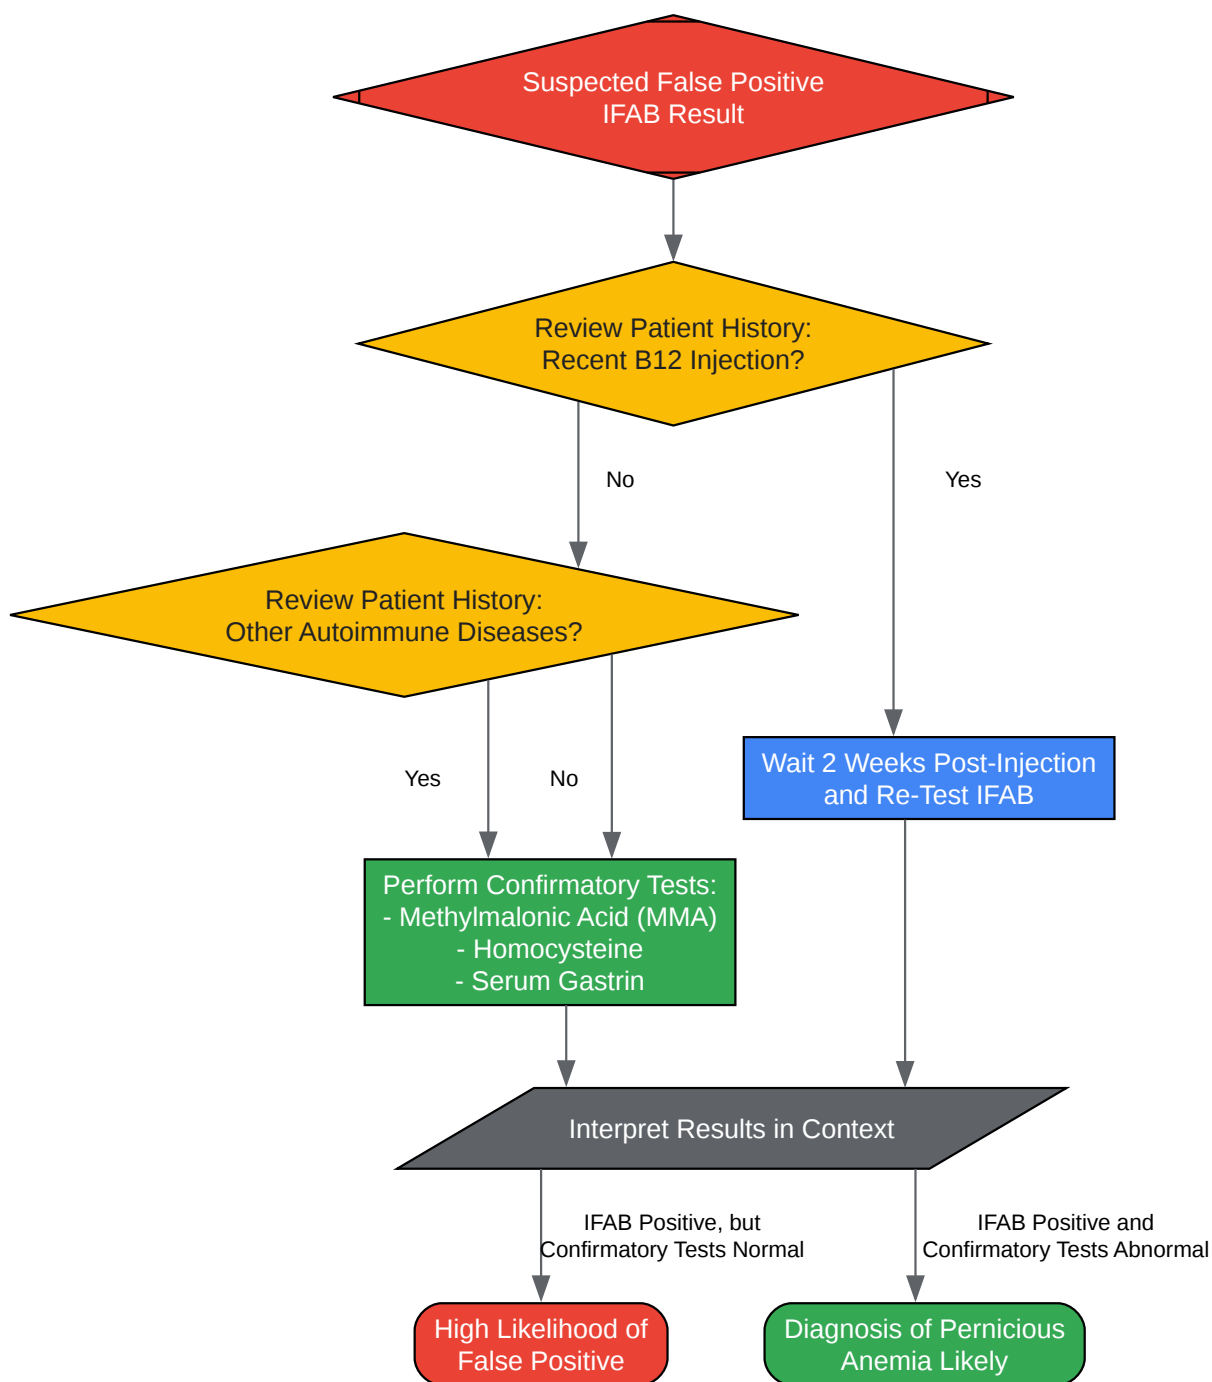 Suspected False Positive
IFAB Result
Review Patient History:
Recent B12 Injection?
No
Yes
Review Patient History:
Other Autoimmune Diseases?
Yes
No
Wait 2 Weeks Post-Injection
and Re-Test IFAB
Perform Confirmatory Tests:
- Methylmalonic Acid (MMA)
- Homocysteine
- Serum Gastrin
Interpret Results in Context
IFAB Positive, but
Confirmatory Tests Normal
IFAB Positive and
Confirmatory Tests Abnormal
High Likelihood of
False Positive
Diagnosis of Pernicious
Anemia Likely